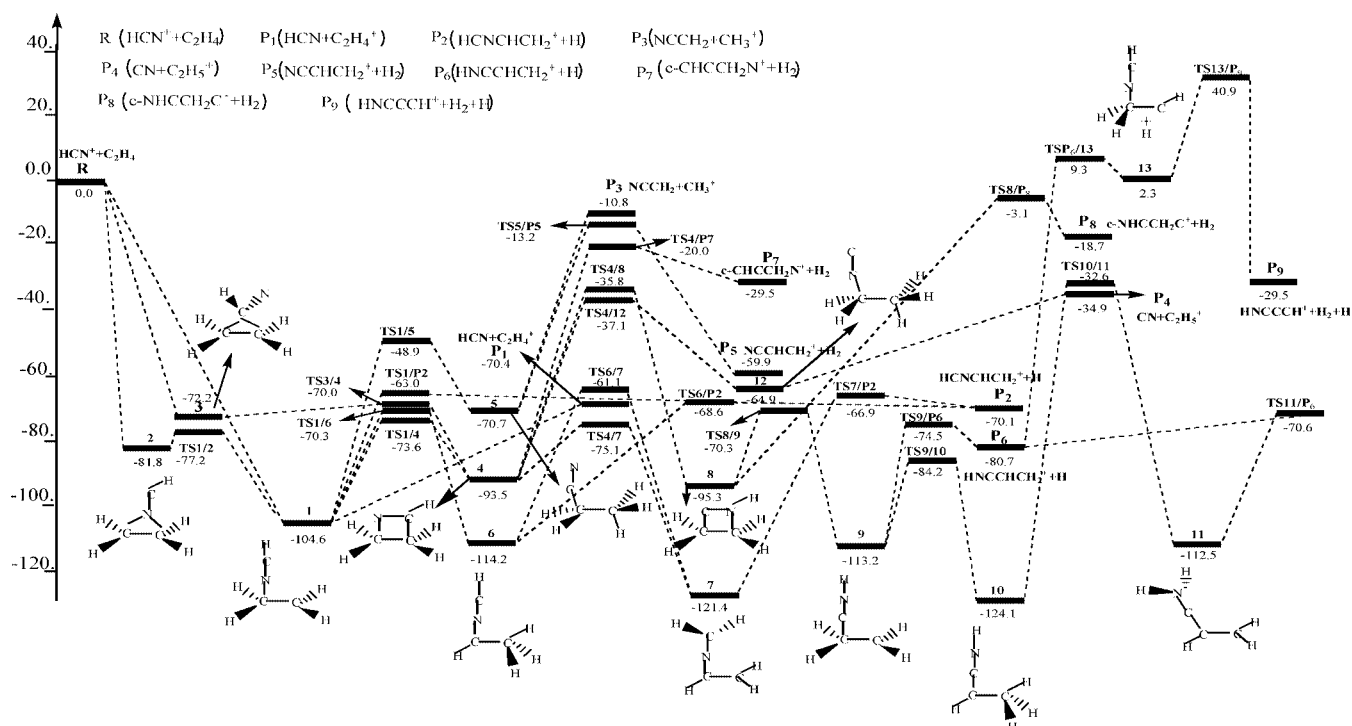 40.
20.
0.0
-20.
-40.
-60.
-80.
-100.
-120.
R (HCN⁺+C₂H₄) P₁(HCN+C₂H₄⁺) P₂(HCNCHCH₂⁺+H) P₃(NCCH₂+CH₃⁺)
P₄ (CN+C₂H₅⁺) P₅(NCCHCH₂⁺+H₂) P₆(HNCCHCH₂⁺+H) P₇(c-CHCCH₂N⁺+H₂)
P₈ (c-NHCCH₂C⁺+H₂) P₉ ( HNCCCH⁺+H₂+H)
HCN⁺+C₂H₄
R
0.0
2
-81.8
-72.2
3
TS1/2
-77.2
1
-104.6
TS1/5
-48.9
TS1/P2
-63.0
TS3/4
-70.0
TS1/6
-70.3
TS1/4
-73.6
5
-70.7
4
-93.5
6
-114.2
P₃ NCCH₂+CH₃⁺
-10.8
TS5/P5
-13.2
TS4/P7
-20.0
TS4/8
-35.8
TS4/12
-37.1
HCN+C₂H₄⁺
P₁
-70.4
TS6/7
-61.1
TS4/7
-75.1
P₇
c-CHCCH₂N⁺+H₂
-29.5
P₅ NCCHCH₂⁺+H₂
-59.9
12
-64.9
TS6/P2
-68.6
TS8/9
-70.3
8
-95.3
7
-121.4
TS7/P2
-66.9
9
-113.2
TS9/P6
-74.5
TS9/10
-84.2
HCNCHCH₂⁺+H
P₂
-70.1
P₆
-80.7
HNCCHCH₂⁺+H
10
-124.1
TS8/P₈
-3.1
P₈ c-NHCCH₂C⁺+H₂
-18.7
TS10/11
-32.6
-34.9
P₄
CN+C₂H₅⁺
TSP₆/13
9.3
13
2.3
TS13/P₉
40.9
P₉
-29.5
HNCCCH⁺+H₂+H
11
-112.5
TS11/P₆
-70.6